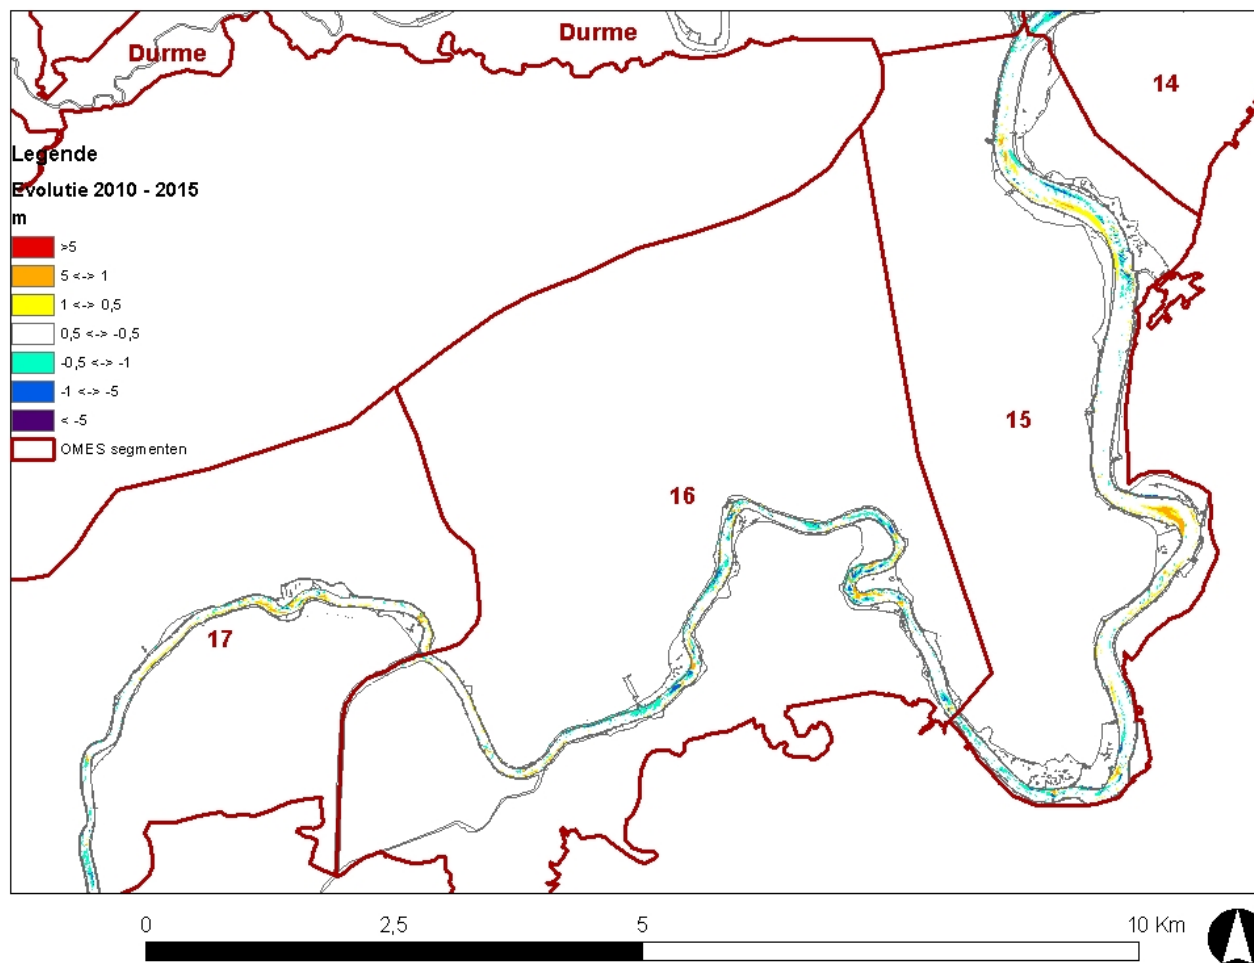 Durme
Durme
14
Legende
Evolutie 2010 - 2015
m
>5
5 <-> 1
1 <-> 0,5
0,5 <-> -0,5
-0,5 <-> -1
-1 <-> -5
< -5
OMES segmenten
15
16
17
0 2,5 5 10 Km